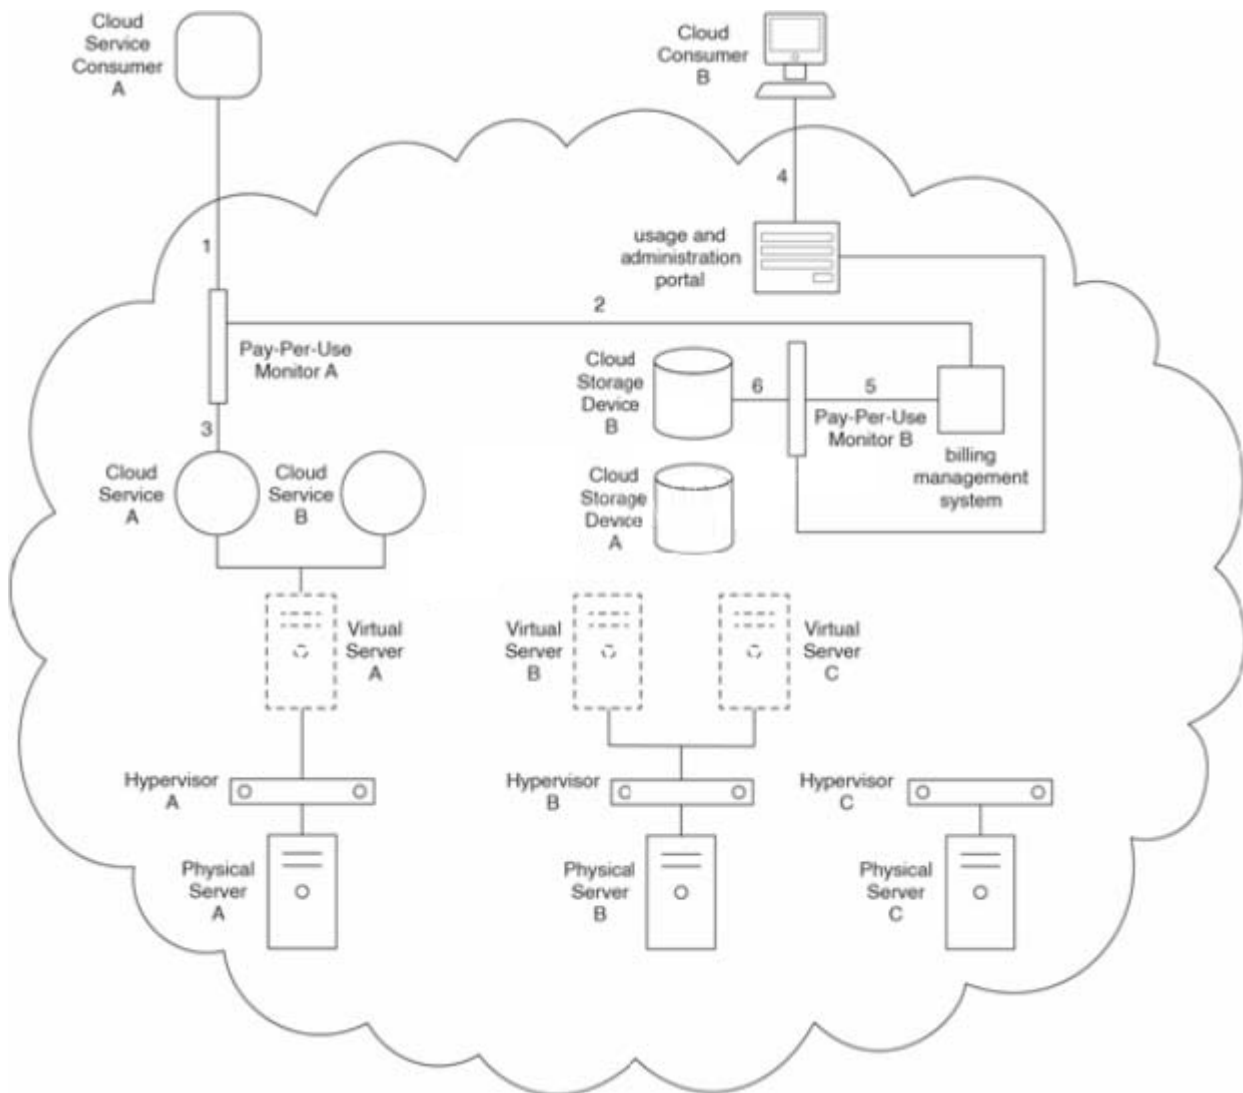 Cloud
Service
Consumer
A
Cloud
Consumer
B
4
1
usage and
administration
portal
2
Pay-Per-Use
Monitor A
Cloud
Storage
Device
B
6
5
Pay-Per-Use
Monitor B
3
billing
management
system
Cloud
Service
A
Cloud
Service
B
Cloud
Storage
Device
A
Virtual
Server
A
Virtual
Server
B
Virtual
Server
C
Hypervisor
A
Hypervisor
B
Hypervisor
C
Physical
Server
A
Physical
Server
B
Physical
Server
C